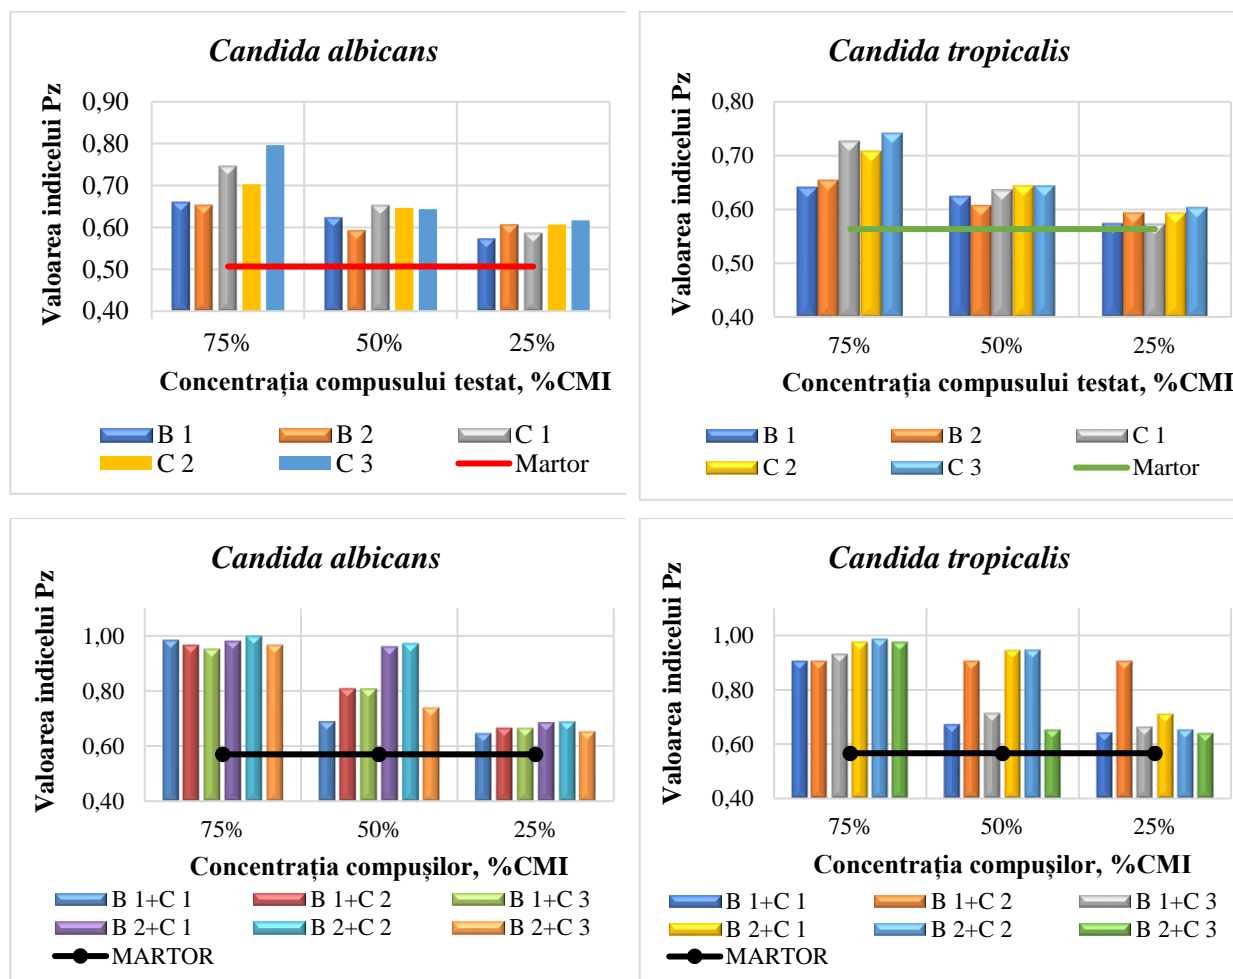 Candida albicans
Valoarea indicelui Pz
0,90
0,80
0,70
0,60
0,50
0,40
75%
50%
25%
Concentrația compusului testat, %CMI
B 1
B 2
C 1
C 2
C 3
Martor
Candida tropicalis
Valoarea indicelui Pz
0,80
0,70
0,60
0,50
0,40
75%
50%
25%
Concentrația compusului testat, %CMI
B 1
B 2
C 1
C 2
C 3
Martor
Candida albicans
Valoarea indicelui Pz
1,00
0,80
0,60
0,40
75%
50%
25%
Concentrația compușilor, %CMI
B 1+C 1
B 1+C 2
B 1+C 3
B 2+C 1
B 2+C 2
B 2+C 3
MARTOR
Candida tropicalis
Valoarea indicelui Pz
1,00
0,80
0,60
0,40
75%
50%
25%
Concentrația compușilor, %CMI
B 1+C 1
B 1+C 2
B 1+C 3
B 2+C 1
B 2+C 2
B 2+C 3
MARTOR